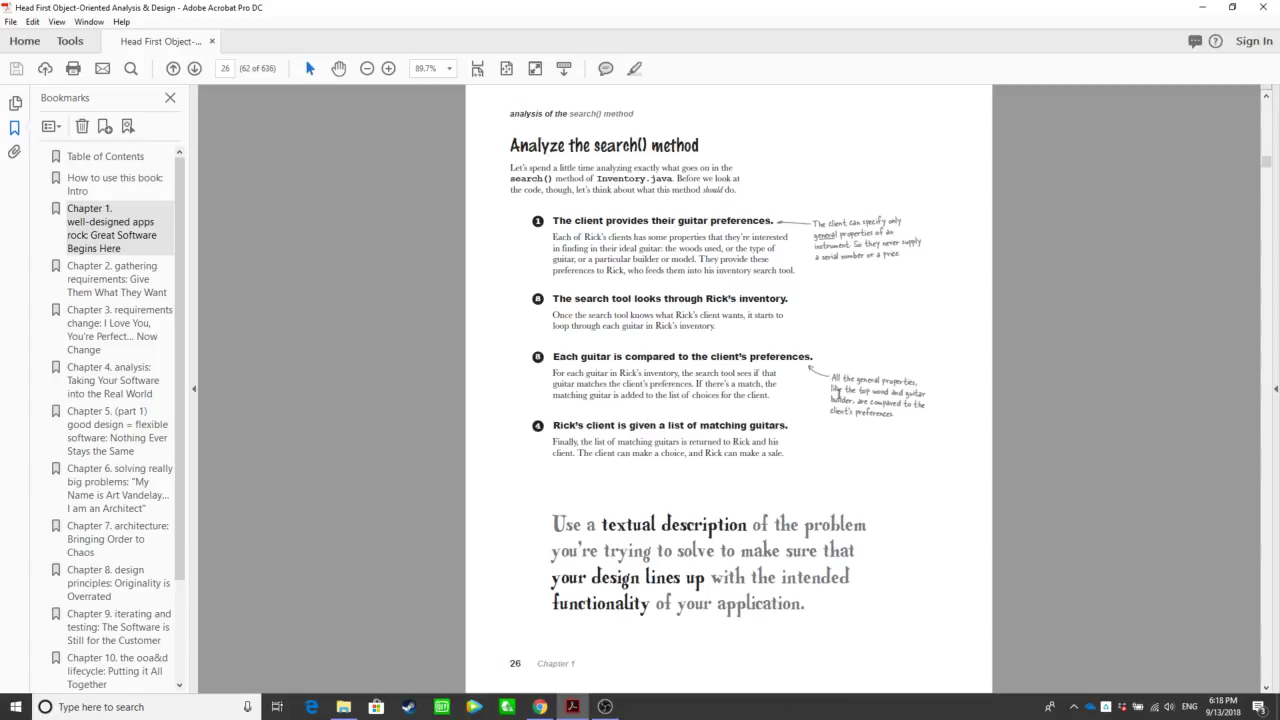 Head First Object-Oriented Analysis & Design - Adobe Acrobat Pro DC
File Edit View Window Help
Home Tools Head First Object-... × Sign In
26 (62 of 636) 89.7%
Bookmarks
Table of Contents
How to use this book:
Intro
Chapter 1.
well-designed apps
rock: Great Software
Begins Here
Chapter 2. gathering
requirements: Give
Them What They Want
Chapter 3. requirements
change: I Love You,
You're Perfect... Now
Change
Chapter 4. analysis:
Taking Your Software
into the Real World
Chapter 5. (part 1)
good design = flexible
software: Nothing Ever
Stays the Same
Chapter 6. solving really
big problems: "My
Name is Art Vandelay...
I am an Architect"
Chapter 7. architecture:
Bringing Order to
Chaos
Chapter 8. design
principles: Originality is
Overrated
Chapter 9. iterating and
testing: The Software is
Still for the Customer
Chapter 10. the ooa&d
lifecycle: Putting it All
Together
analysis of the search() method
Analyze the search() method
Let's spend a little time analyzing exactly what goes on in the
search() method of Inventory.java. Before we look at
the code, though, let's think about what this method should do.
1 The client provides their guitar preferences.
Each of Rick's clients has some properties that they're interested
in finding in their ideal guitar: the woods used, or the type of
guitar, or a particular builder or model. They provide these
preferences to Rick, who feeds them into his inventory search tool.
The client can specify only
general properties of an
instrument. So they never supply
a serial number or a price.
The search tool looks through Rick's inventory.
Once the search tool knows what Rick's client wants, it starts to
loop through each guitar in Rick's inventory.
Each guitar is compared to the client's preferences.
For each guitar in Rick's inventory, the search tool sees if that
guitar matches the client's preferences. If there's a match, the
matching guitar is added to the list of choices for the client.
All the general properties,
like the top wood and guitar
builder, are compared to the
client's preferences.
4 Rick's client is given a list of matching guitars.
Finally, the list of matching guitars is returned to Rick and his
client. The client can make a choice, and Rick can make a sale.
Use a textual description of the problem
you're trying to solve to make sure that
your design lines up with the intended
functionality of your application.
26 Chapter 1
Type here to search
ENG
6:18 PM
9/13/2018